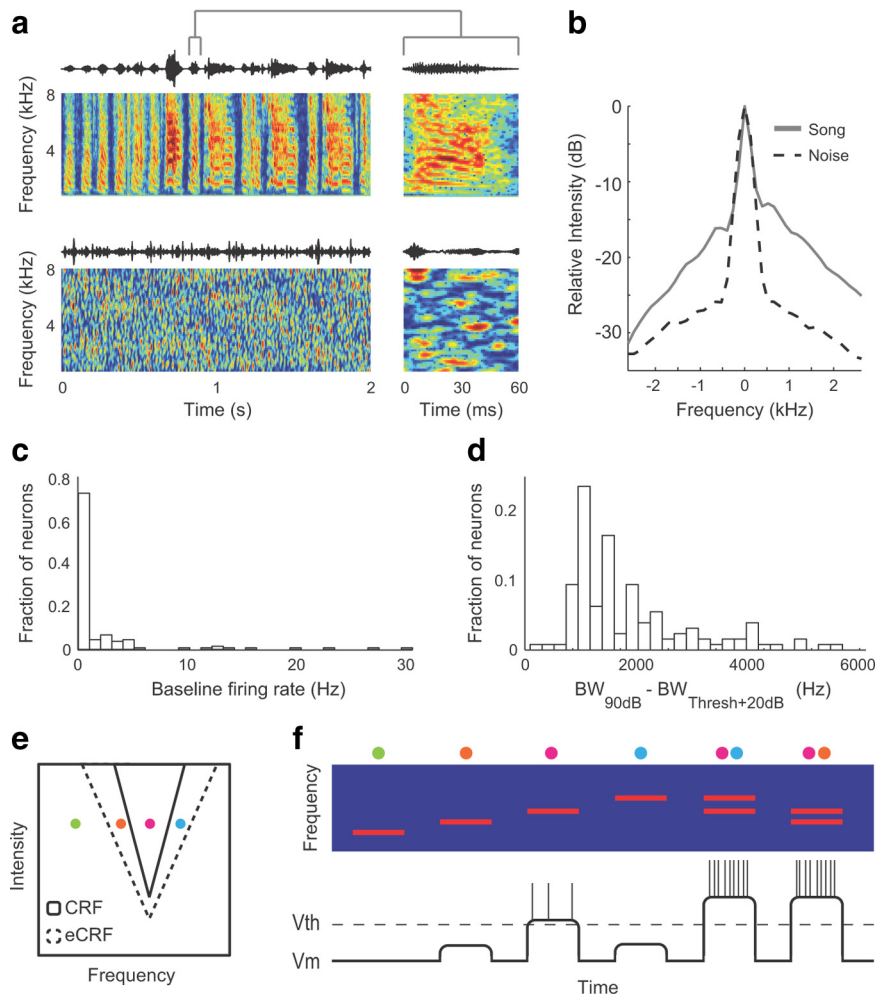 a
Frequency (kHz)
8
4
Frequency (kHz)
8
4
0
1
2
Time (s)
0
30
60
Time (ms)
b
Relative Intensity (dB)
0
-10
-20
-30
Song
Noise
-2
-1
0
1
2
Frequency (kHz)
c
Fraction of neurons
0.8
0.6
0.4
0.2
0
10
20
30
Baseline firing rate (Hz)
d
Fraction of neurons
0.2
0.1
0
2000
4000
6000
BW90dB - BWThresh+20dB (Hz)
e
Intensity
CRF
eCRF
Frequency
f
Frequency
Vth
Vm
Time